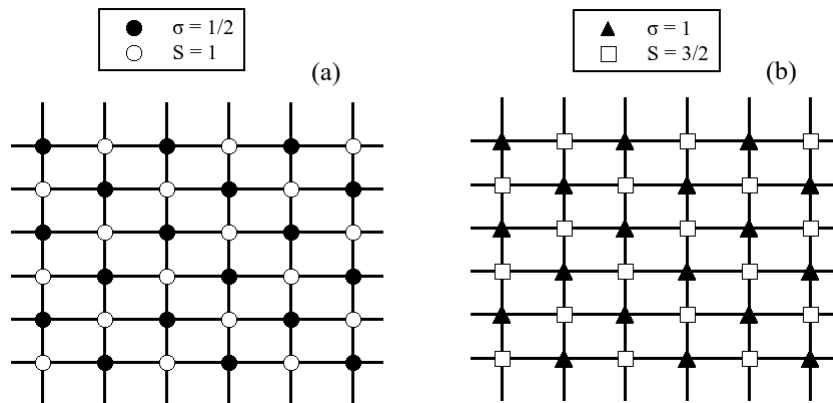 σ = 1/2
S = 1
(a)
σ = 1
S = 3/2
(b)